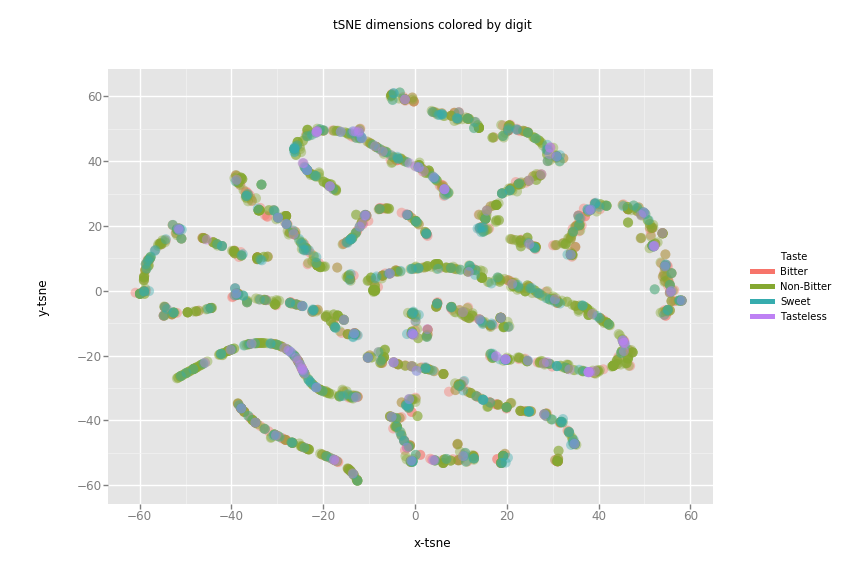 tSNE dimensions colored by digit
60
40
20
0
−20
−40
−60
y-tsne
−60 −40 −20 0 20 40 60
x-tsne
Taste
Bitter
Non-Bitter
Sweet
Tasteless